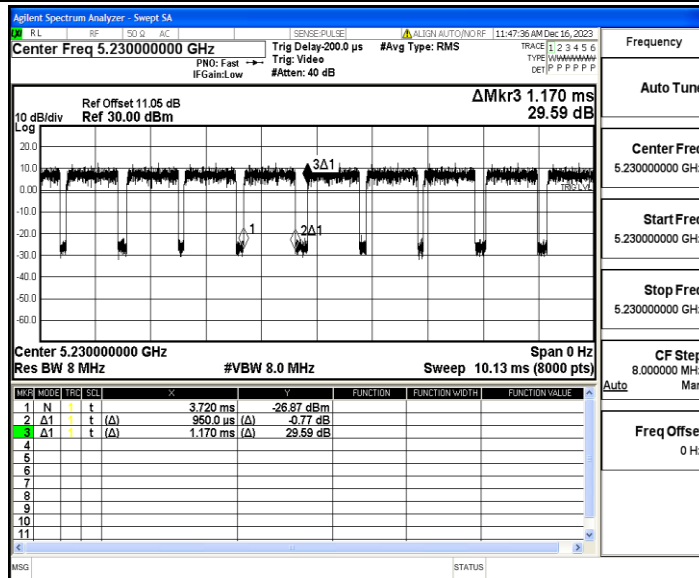 Agilent Spectrum Analyzer - Swept SA
RL RF 50 Ω AC SENSE:PULSE ALIGN AUTO/NO RF 11:47:36 AM Dec 16, 2023
Center Freq 5.230000000 GHz Trig Delay-200.0 µs #Avg Type: RMS TRACE 1 2 3 4 5 6
PNO: Fast Trig: Video TYPE
IFGain:Low #Atten: 40 dB DET P P P P P P
Frequency
ΔMkr3 1.170 ms
29.59 dB
Ref Offset 11.05 dB
10 dB/div Ref 30.00 dBm
Log
20.0
10.0
0.00
-10.0
-20.0
-30.0
-40.0
-50.0
-60.0
3Δ1
TRIG LVL
1
2Δ1
Center 5.230000000 GHz Span 0 Hz
Res BW 8 MHz #VBW 8.0 MHz Sweep 10.13 ms (8000 pts)
MKR MODE TRC SCL X Y FUNCTION FUNCTION WIDTH FUNCTION VALUE
1 N 1 t 3.720 ms -26.87 dBm
2 Δ1 1 t (Δ) 950.0 µs (Δ) -0.77 dB
3 Δ1 1 t (Δ) 1.170 ms (Δ) 29.59 dB
4
5
6
7
8
9
10
11
MSG STATUS
Auto Tun
Center Freq
5.230000000 GH
Start Freq
5.230000000 GH
Stop Freq
5.230000000 GH
CF Step
8.000000 MH
Auto Man
Freq Offse
0 H